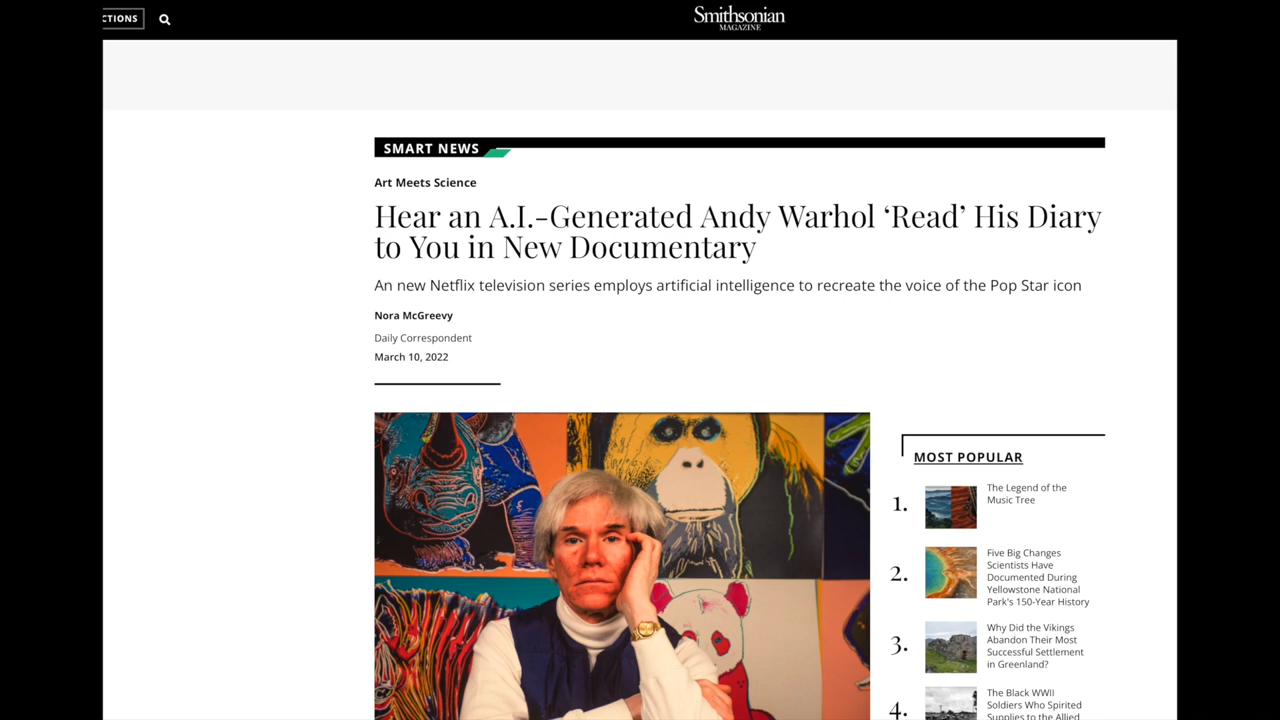 CTIONS
Smithsonian
MAGAZINE
SMART NEWS
Art Meets Science
Hear an A.I.-Generated Andy Warhol ‘Read’ His Diary
to You in New Documentary
An new Netflix television series employs artificial intelligence to recreate the voice of the Pop Star icon
Nora McGreevy
Daily Correspondent
March 10, 2022
MOST POPULAR
1.
The Legend of the
Music Tree
2.
Five Big Changes
Scientists Have
Documented During
Yellowstone National
Park's 150-Year History
3.
Why Did the Vikings
Abandon Their Most
Successful Settlement
in Greenland?
4.
The Black WWII
Soldiers Who Spirited
Supplies to the Allied